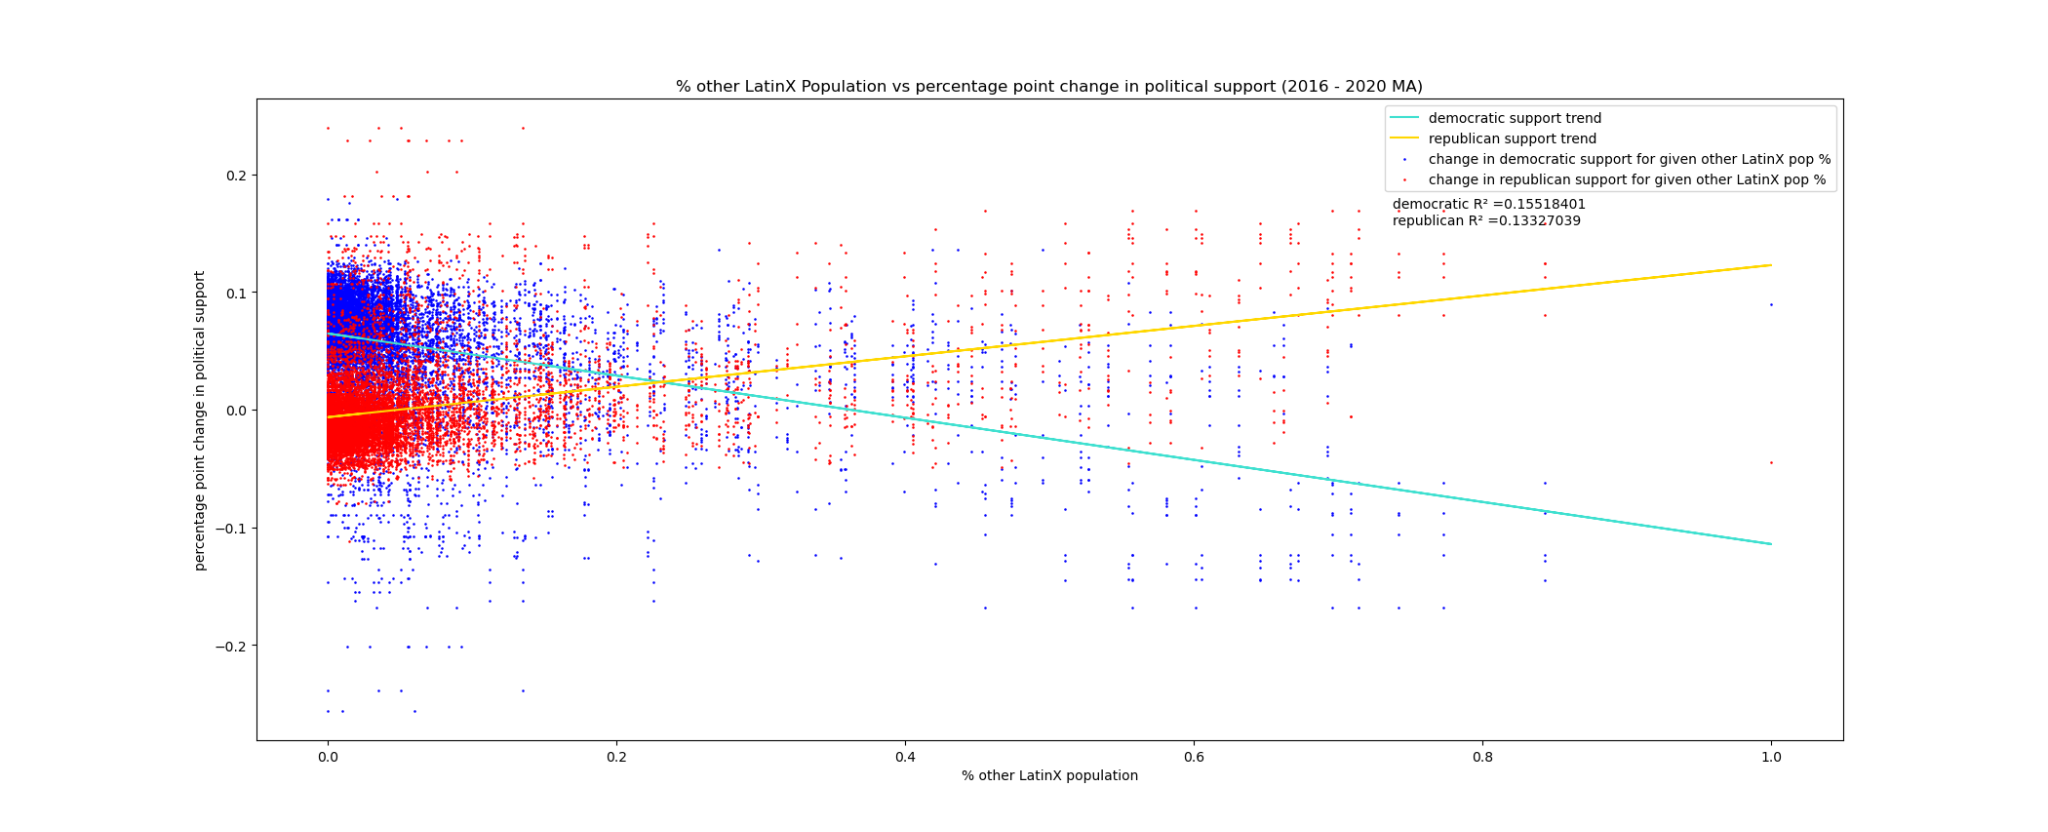 % other LatinX Population vs percentage point change in political support (2016 - 2020 MA)
democratic support trend
republican support trend
change in democratic support for given other LatinX pop %
change in republican support for given other LatinX pop %
democratic R² =0.15518401
republican R² =0.13327039
percentage point change in political support
0.2
0.1
0.0
−0.1
−0.2
0.0 0.2 0.4 0.6 0.8 1.0
% other LatinX population